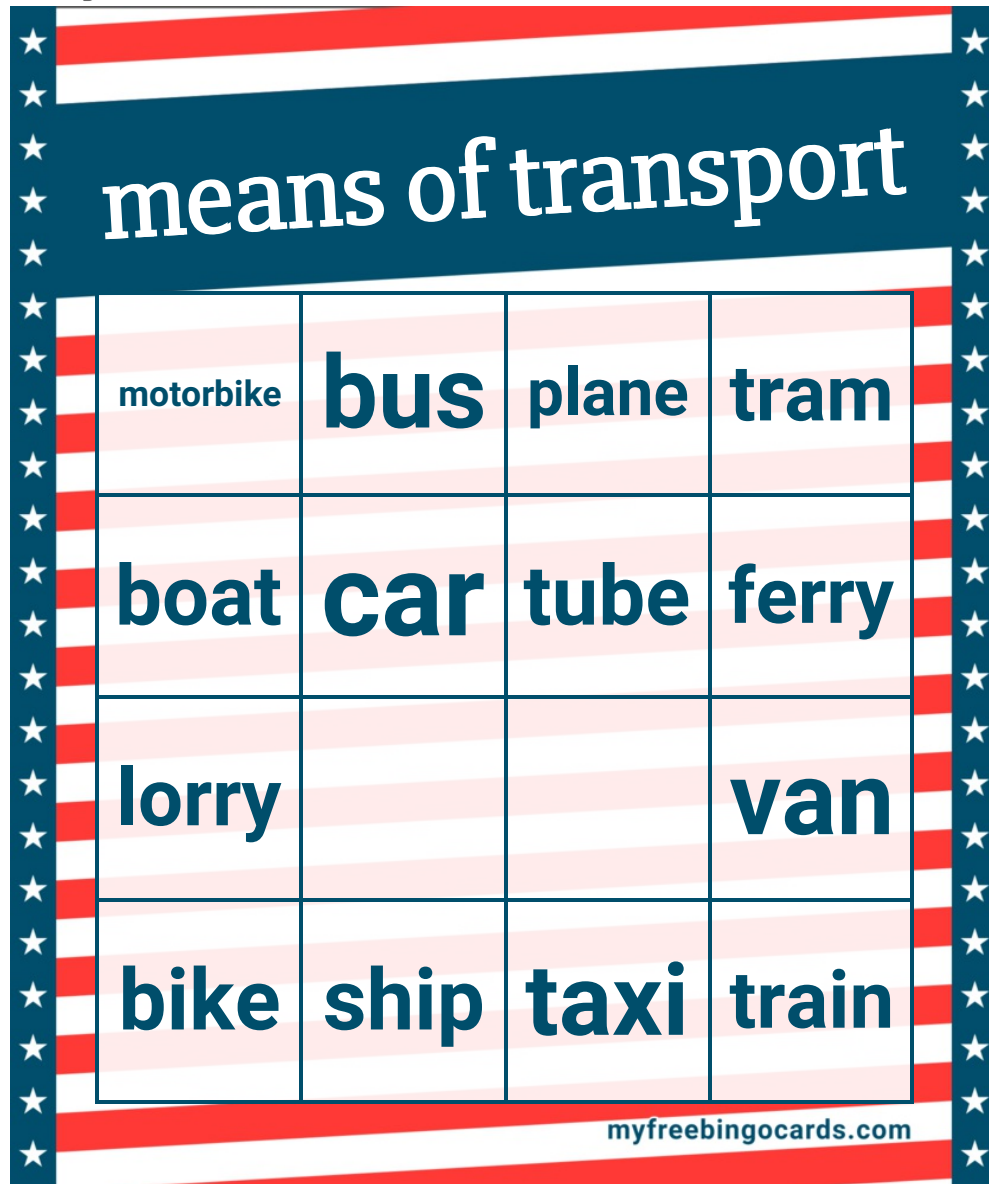 means of transport
motorbike bus plane tram
boat car tube ferry
lorry van
bike ship taxi train
myfreebingocards.com